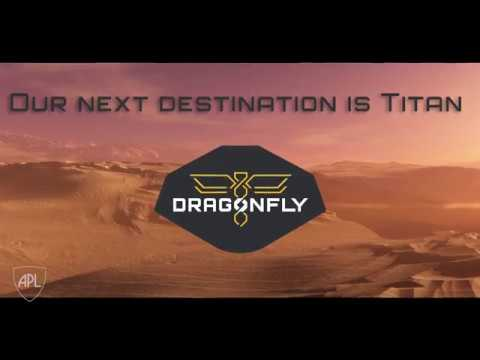 Our next destination is Titan
DRAGONFLY
APL